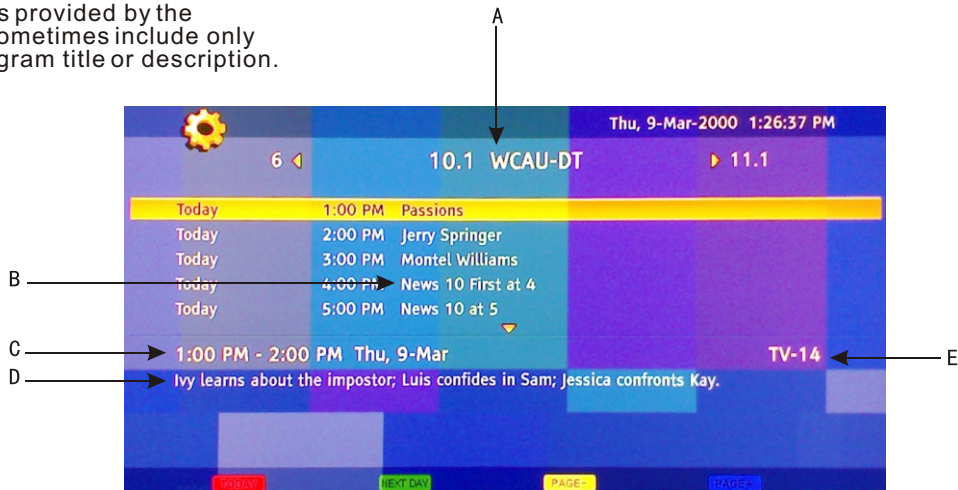 s provided by the
ometimes include only
gram title or description.
A
Thu, 9-Mar-2000 1:26:37 PM
6 10.1 WCAU-DT 11.1
Today 1:00 PM Passions
Today 2:00 PM Jerry Springer
Today 3:00 PM Montel Williams
B Today 4:00 PM News 10 First at 4
Today 5:00 PM News 10 at 5
C 1:00 PM - 2:00 PM Thu, 9-Mar TV-14 E
D Ivy learns about the impostor; Luis confides in Sam; Jessica confronts Kay.
TODAY NEXT DAY PAGE- PAGE+